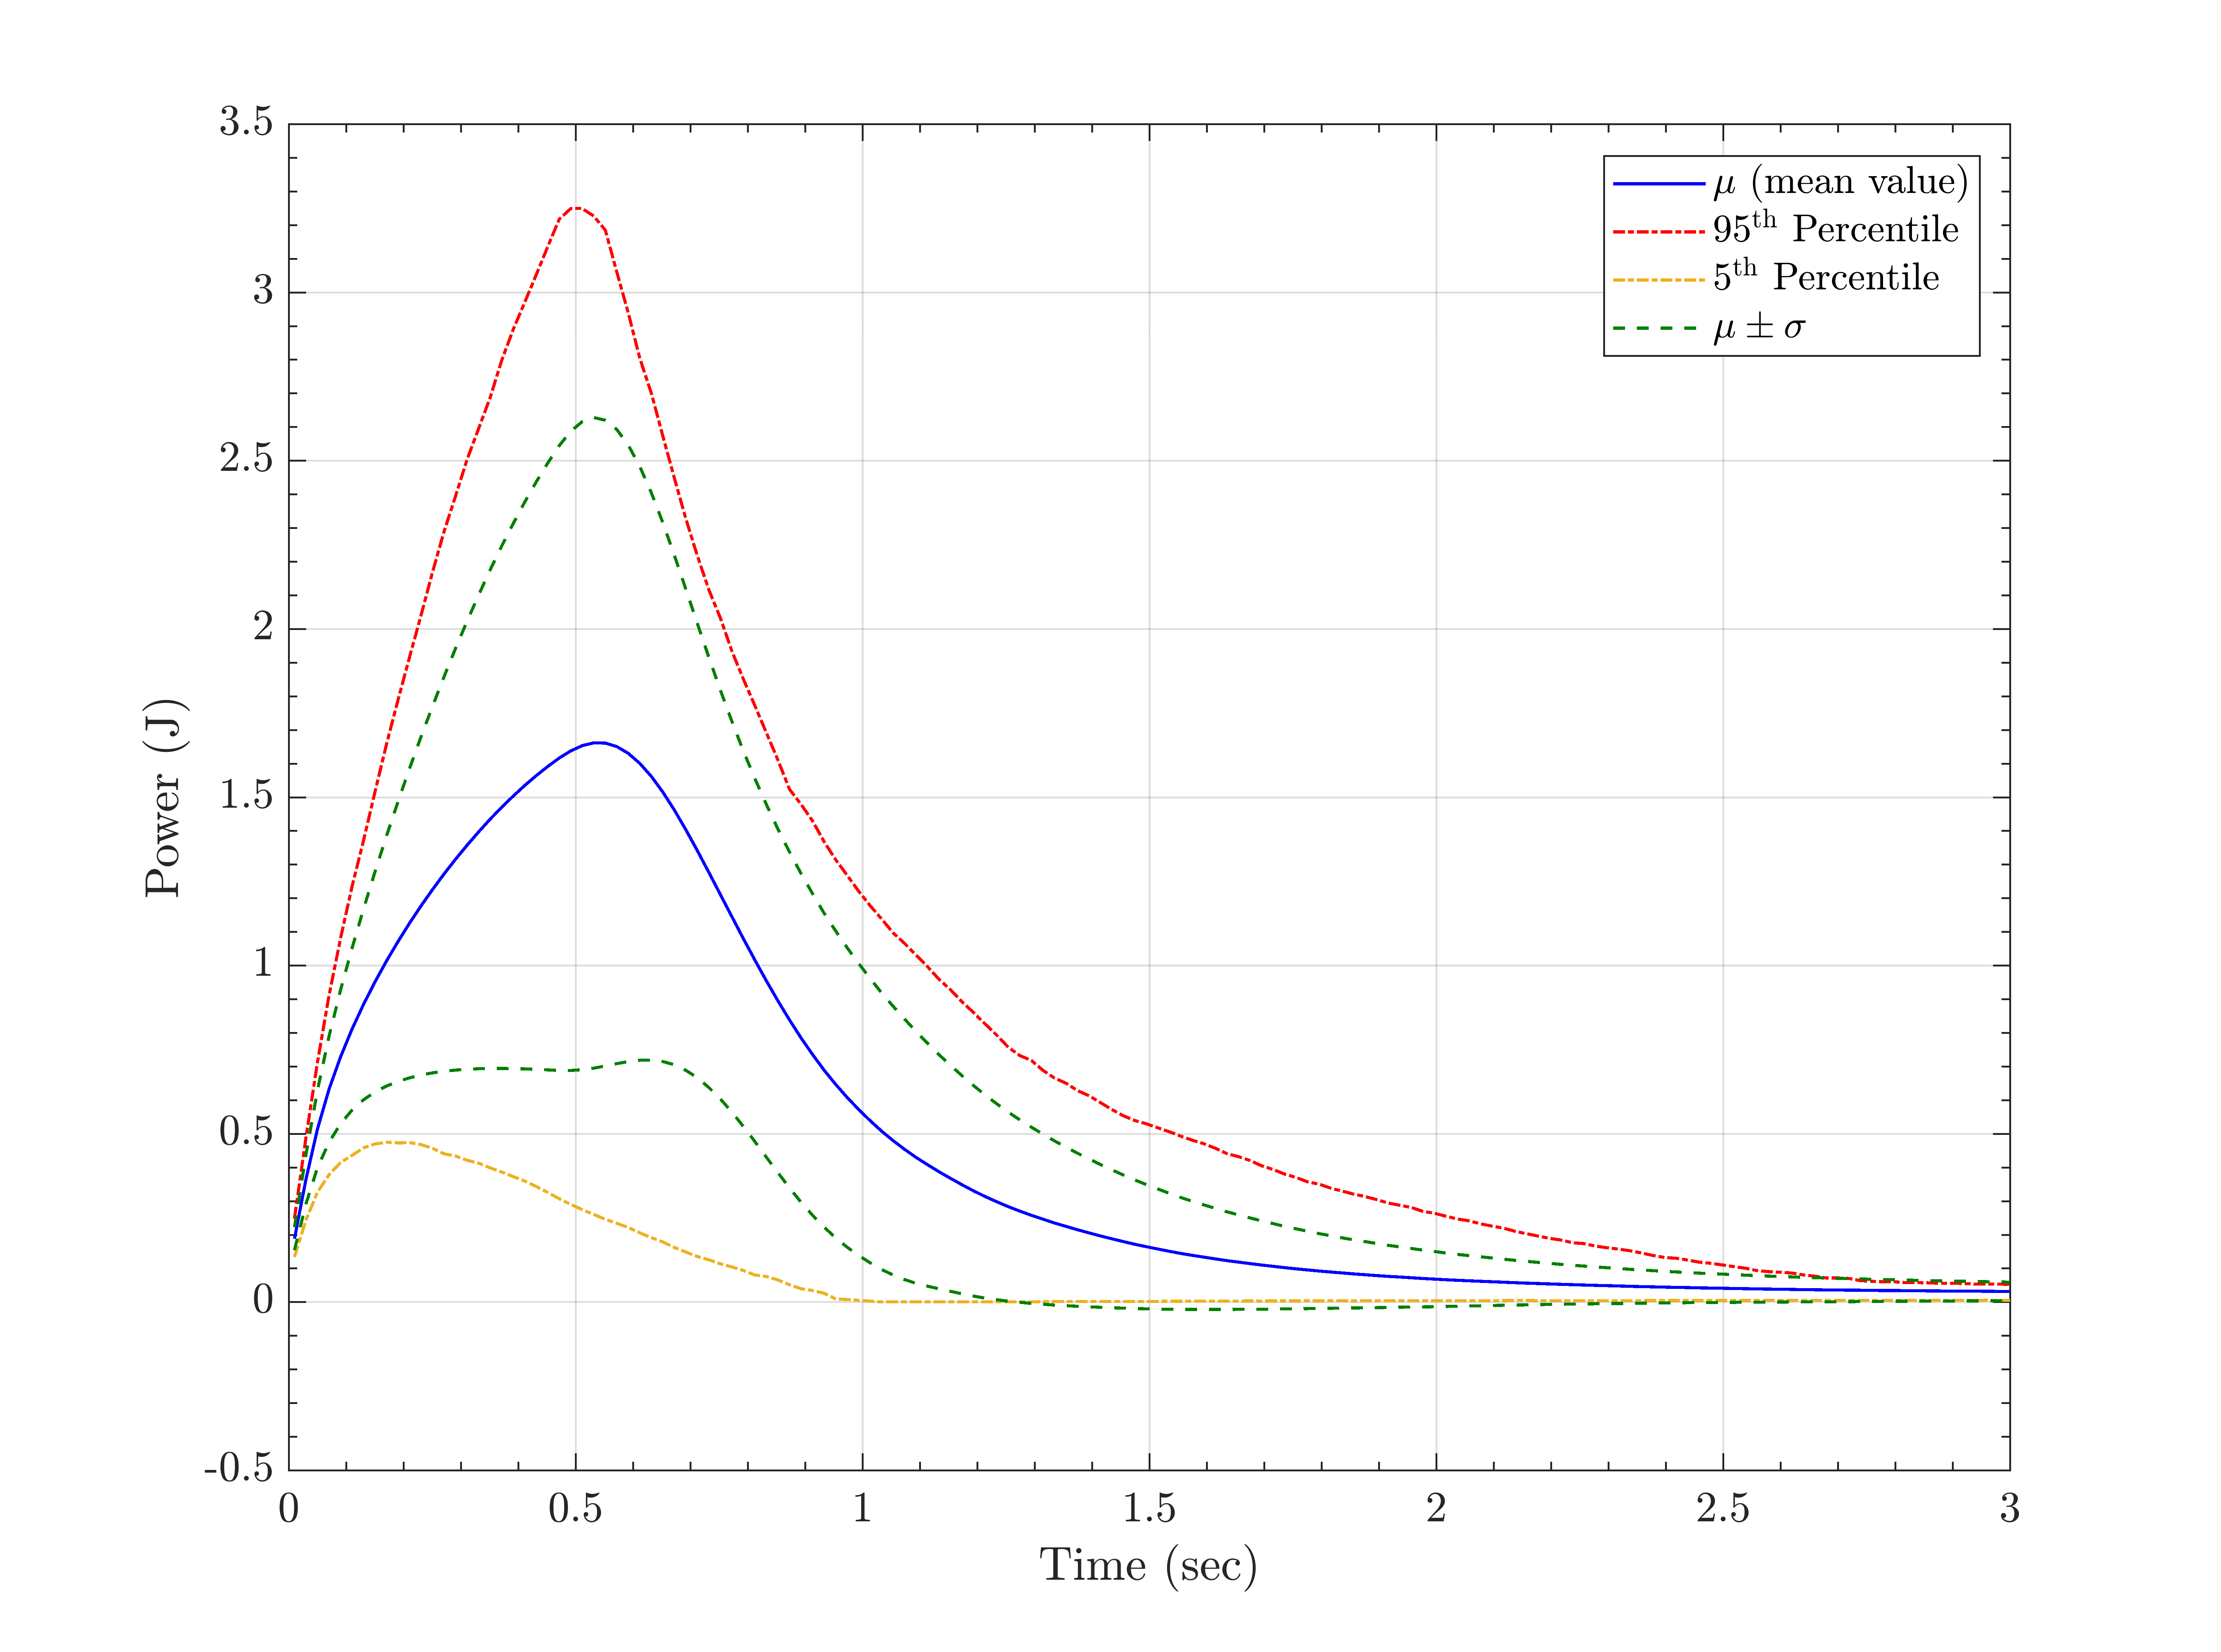 3.5
3
2.5
2
1.5
1
0.5
0
-0.5
Power (J)
0 0.5 1 1.5 2 2.5 3
Time (sec)
μ (mean value)
95th Percentile
5th Percentile
μ ± σ